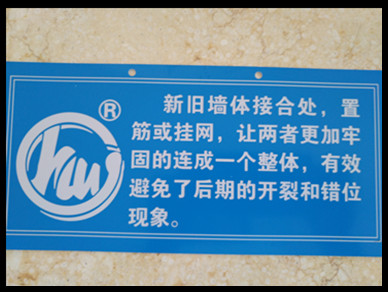 ®
新旧墙体接合处，置
筋或挂网，让两者更加牢
固的连成一个整体，有效
避免了后期的开裂和错位
现象。